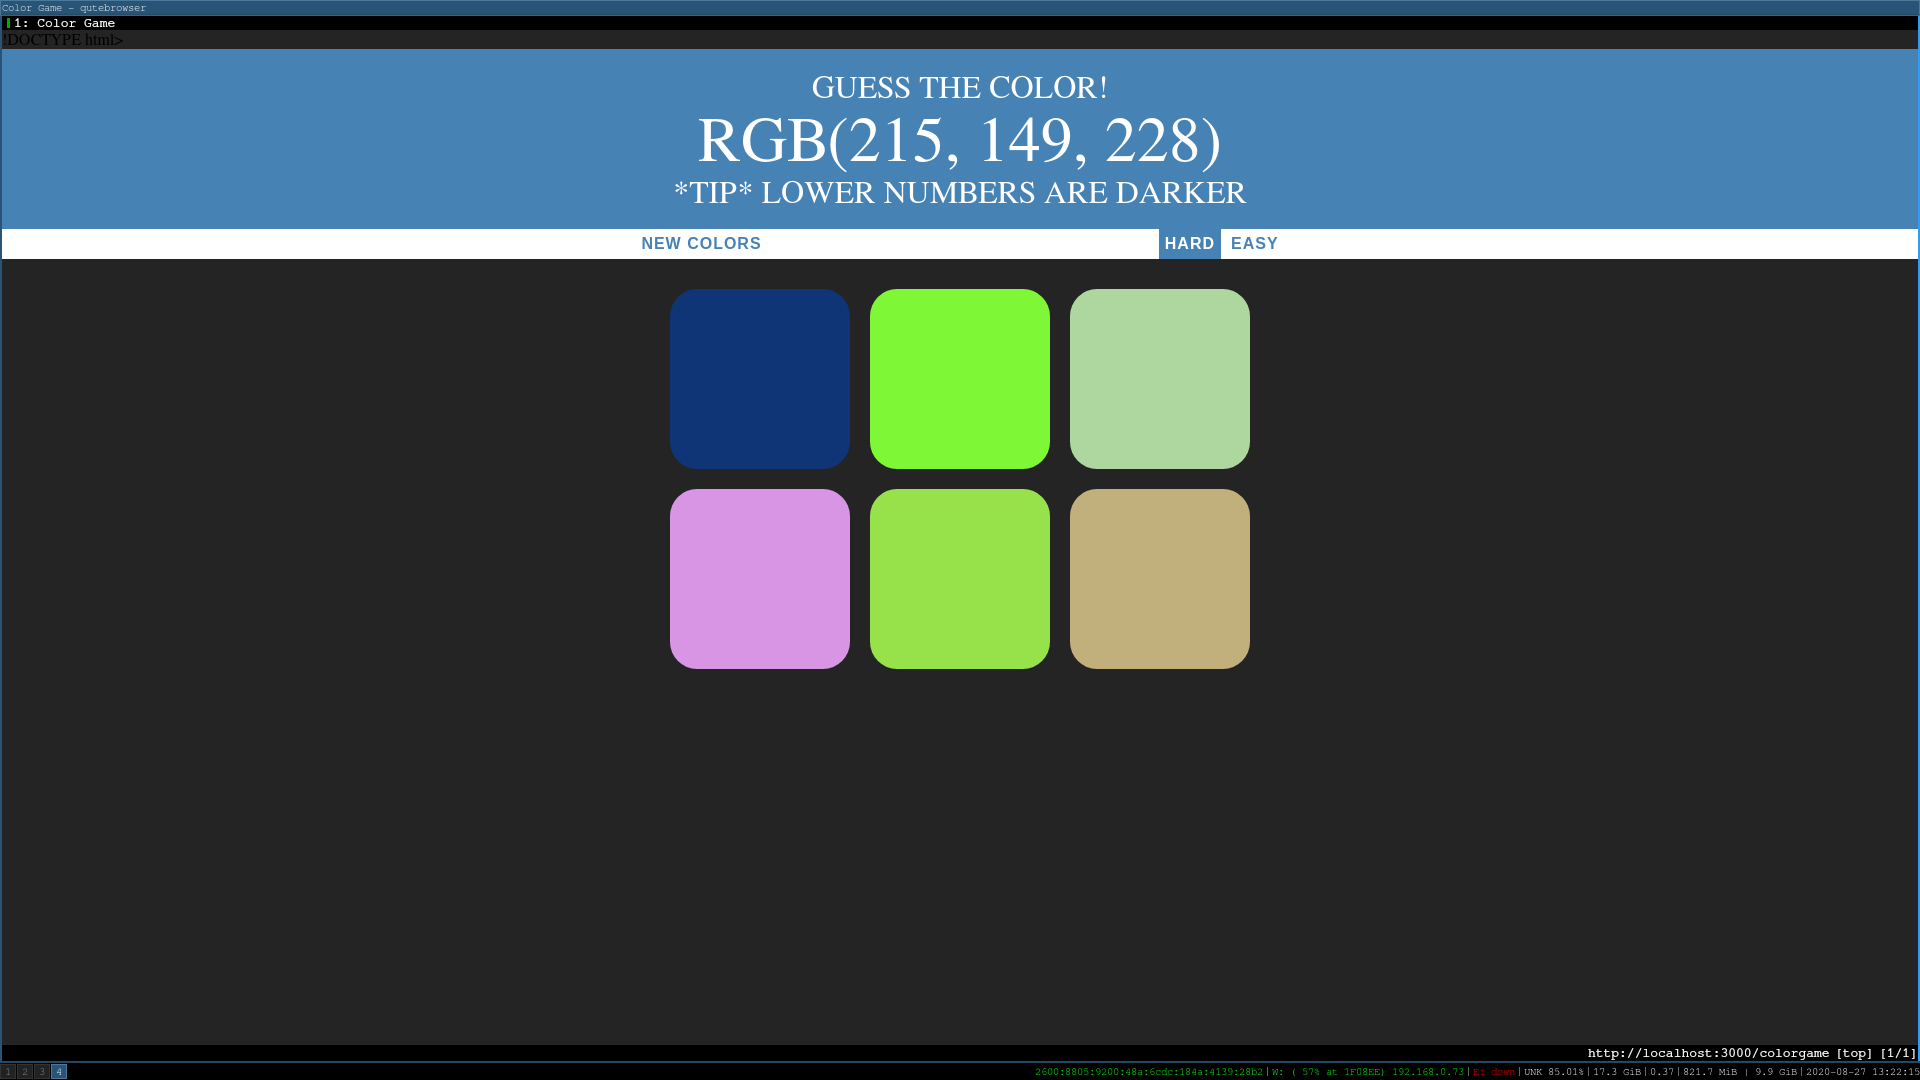 Color Game - qutebrowser
1: Color Game
'DOCTYPE html>
GUESS THE COLOR!
RGB(215, 149, 228)
*TIP* LOWER NUMBERS ARE DARKER
NEW COLORS HARD EASY
http://localhost:3000/colorgame [top] [1/1]
1 2 3 4 2600:8805:9200:48a:6cdc:184a:4139:28b2|W: ( 57% at 1F08EE) 192.168.0.73|E: down|UNK 85.01%|17.3 GiB|0.37|821.7 MiB | 9.9 GiB|2020-08-27 13:22:15